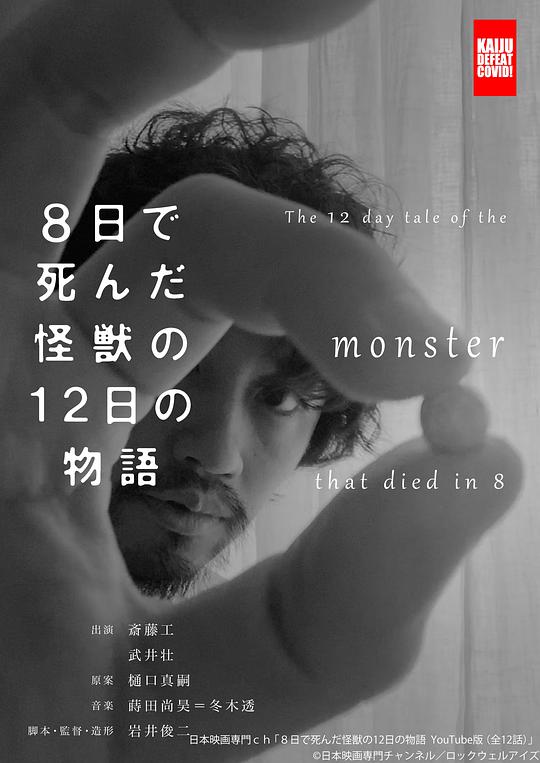 KAIJU
DEFEAT
COVID!
8日で
死んだ
怪獣の
12日の
物語
The 12 day tale of the
monster
that died in 8
出演 斎藤工
武井壮
原案 樋口真嗣
音楽 蒔田尚昊＝冬木透
脚本・監督・造形 岩井俊二
日本映画専門ｃｈ「８日で死んだ怪獣の12日の物語 YouTube版（全12話）」
©日本映画専門チャンネル／ロックウェルアイズ